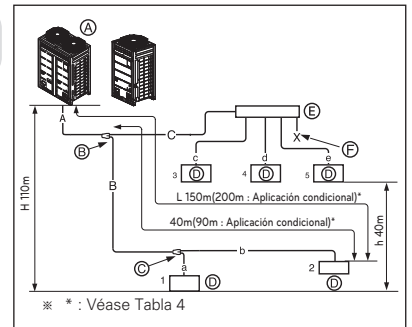 A
A
E
C
B
X
F
c
d
e
3 D
4 D
5 D
H 110m
B
L 150m(200m : Aplicación condicional)*
40m(90m : Aplicación condicional)*
h 40m
b
C
a
1 D
2
D
※ * : Véase Tabla 4